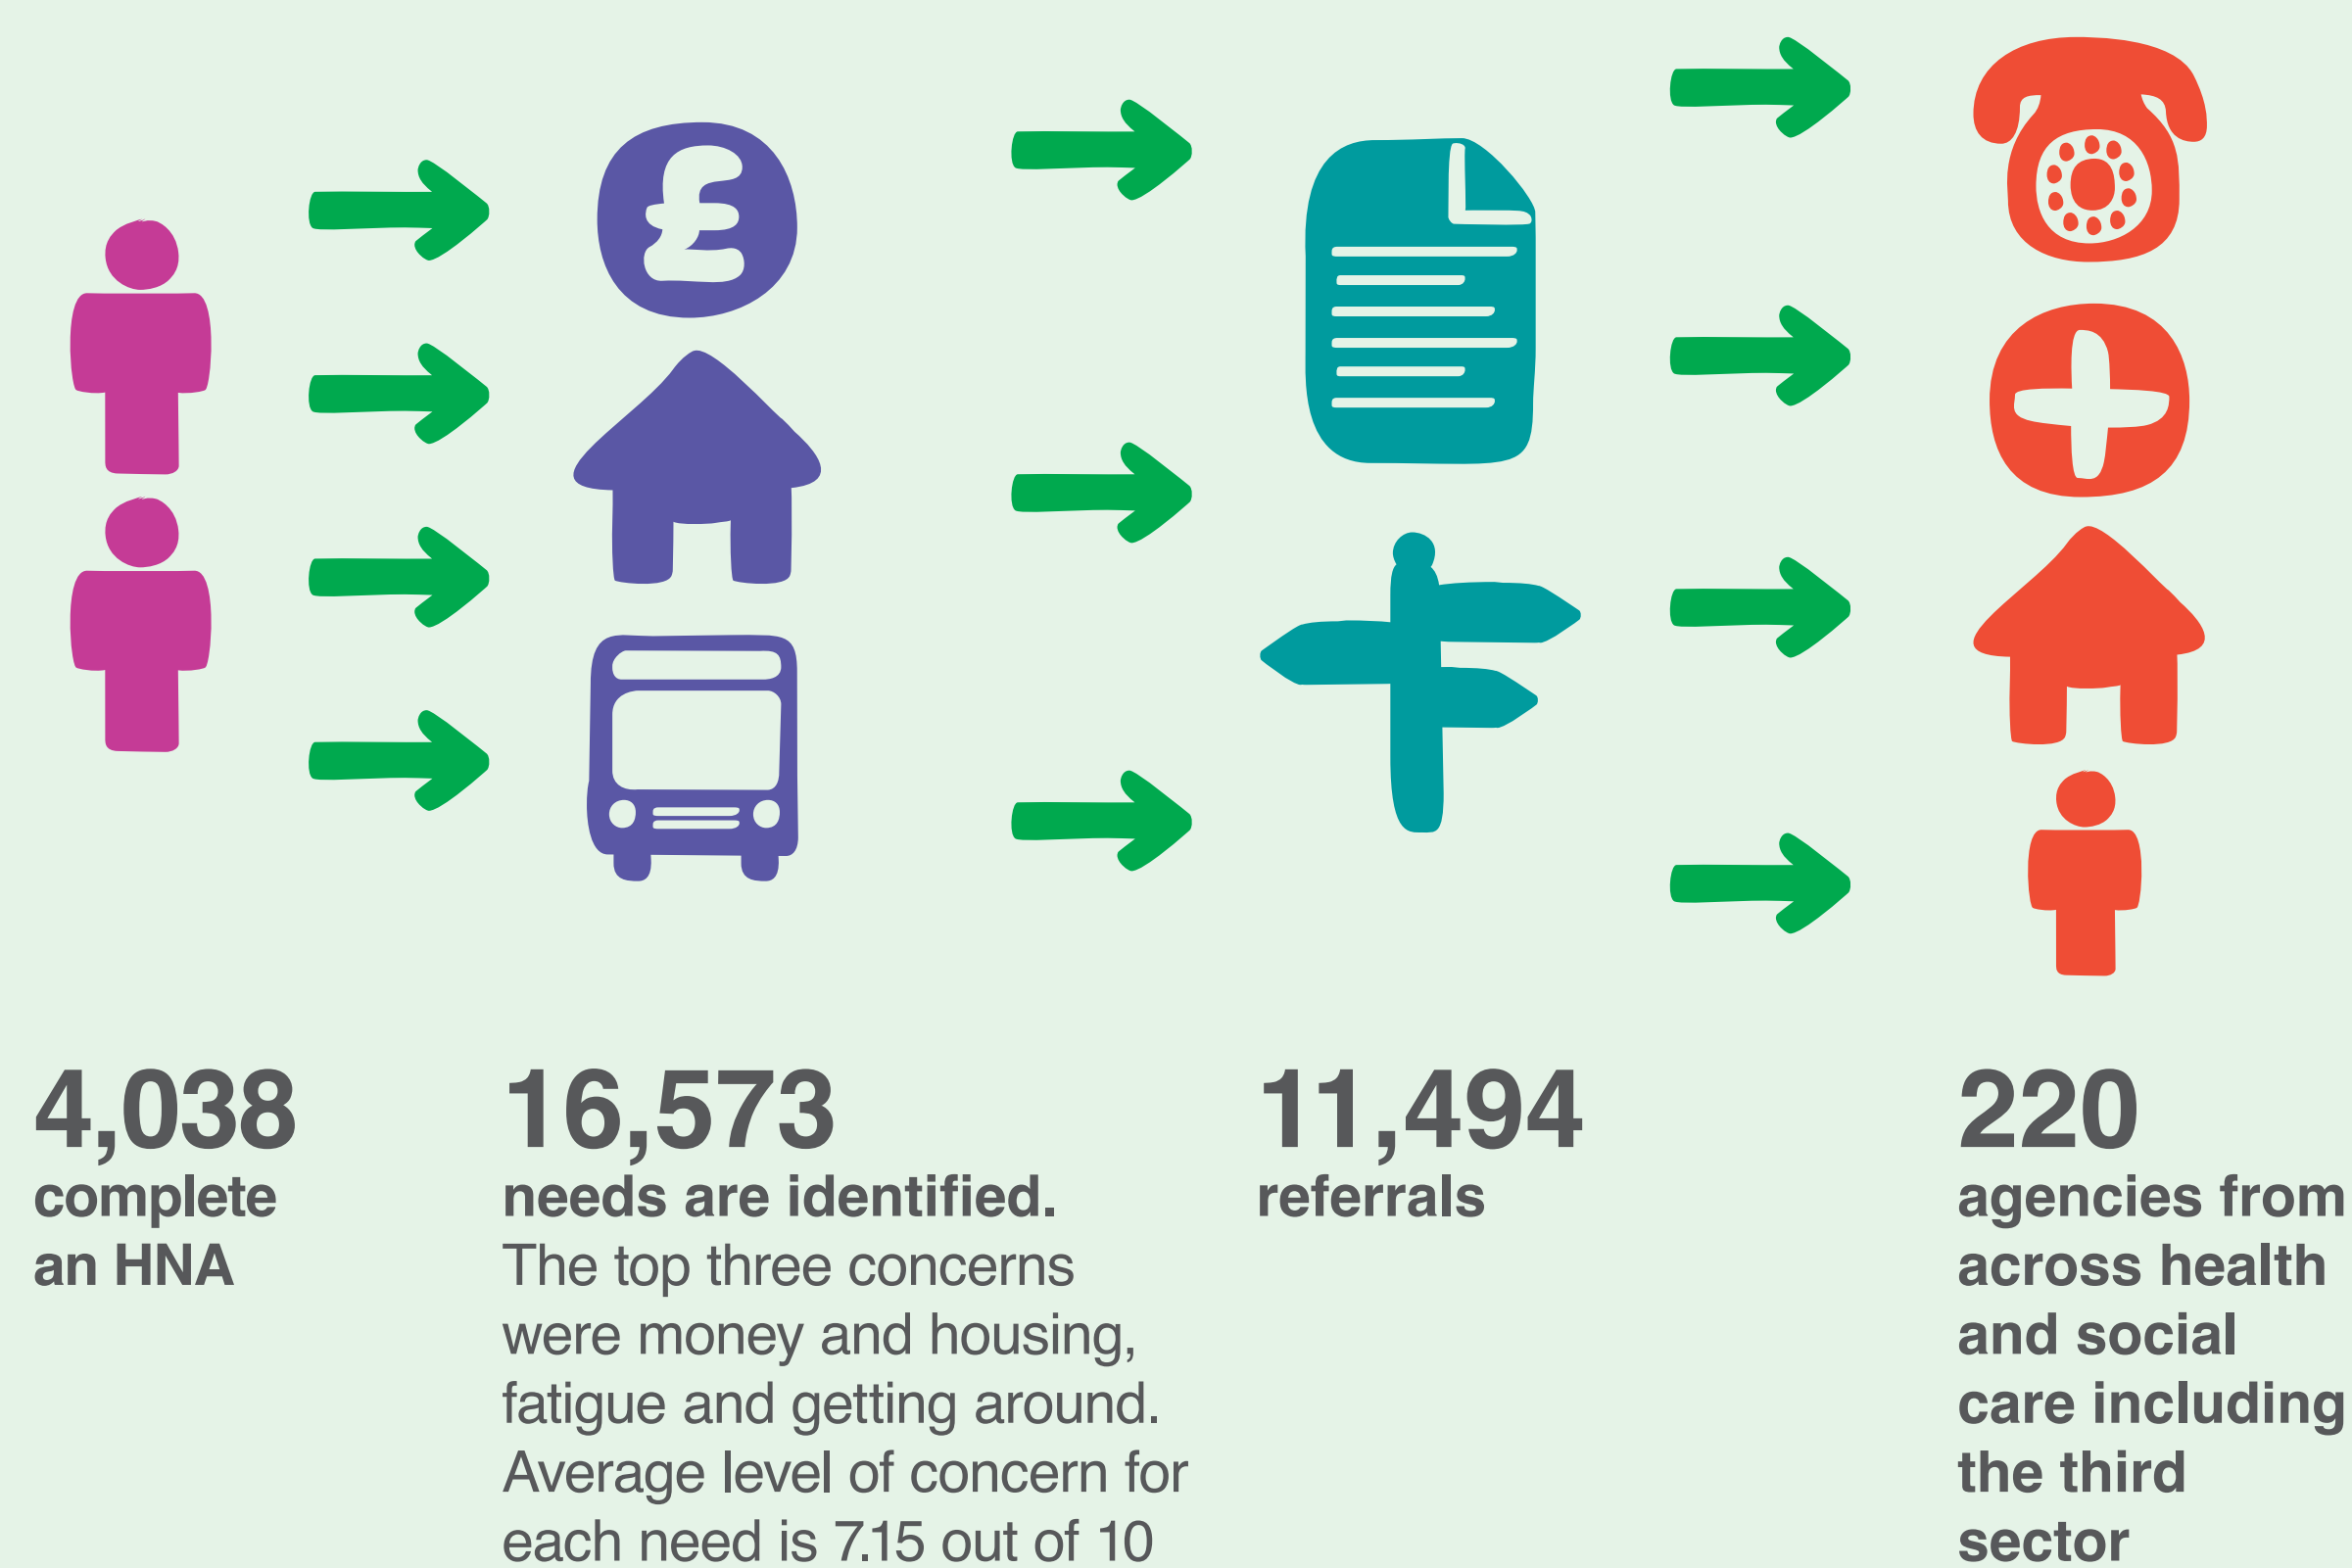 £
4,038
complete
an HNA
16,573
needs are identified.
The top three concerns
were money and housing,
fatigue and getting around.
Average level of concern for
each need is 7.15 out of 10
11,494
referrals
220
agencies from
across health
and social
care including
the third
sector